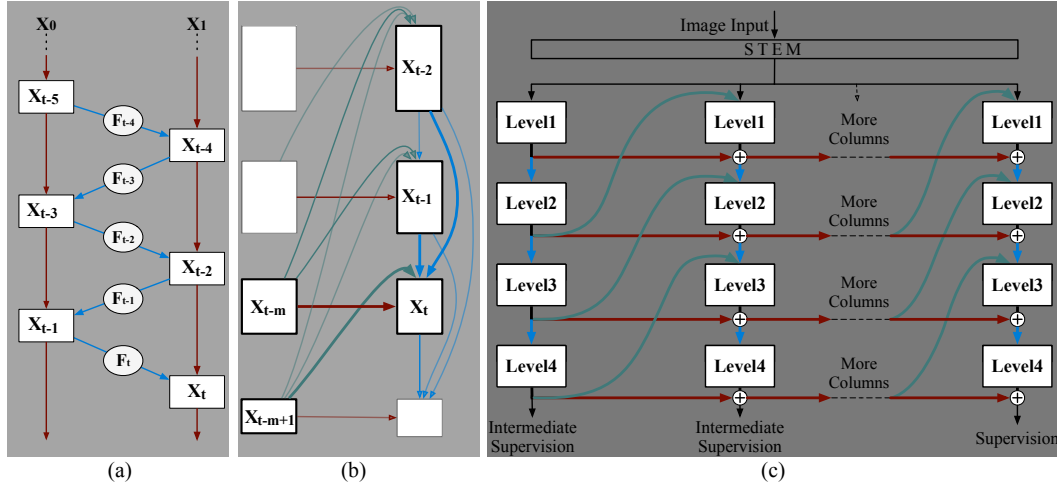 X0
X1
Xt-5
Ft-4
Xt-4
Ft-3
Xt-3
Ft-2
Xt-2
Ft-1
Xt-1
Ft
Xt
(a)
Xt-2
Xt-1
Xt-m
Xt
Xt-m+1
(b)
Image Input
STEM
Level1
Level1
More
Columns
Level1
Level2
Level2
More
Columns
Level2
Level3
Level3
More
Columns
Level3
Level4
Level4
More
Columns
Level4
Intermediate
Supervision
Intermediate
Supervision
Supervision
(c)